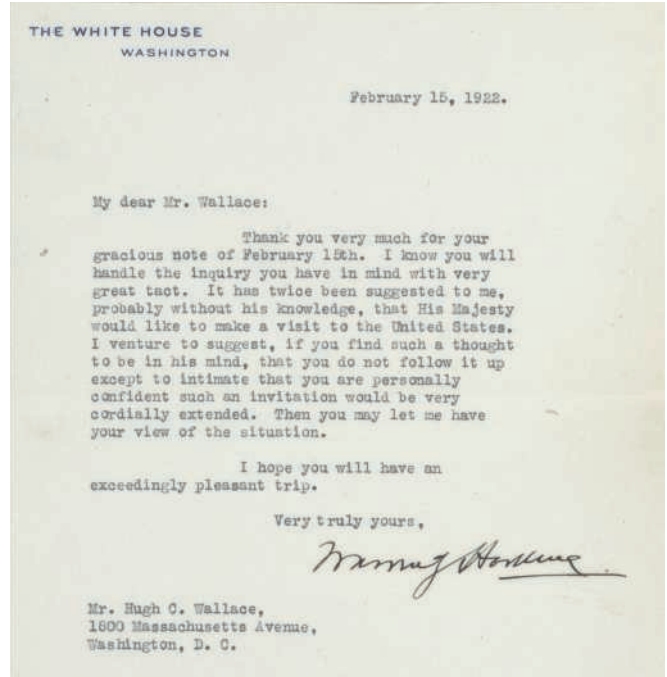 THE WHITE HOUSE
WASHINGTON
February 15, 1922.
My dear Mr. Wallace:
Thank you very much for your
gracious note of February 15th. I know you will
handle the inquiry you have in mind with very
great tact. It has twice been suggested to me,
probably without his knowledge, that His Majesty
would like to make a visit to the United States.
I venture to suggest, if you find such a thought
to be in his mind, that you do not follow it up
except to intimate that you are personally
confident such an invitation would be very
cordially extended. Then you may let me have
your view of the situation.
I hope you will have an
exceedingly pleasant trip.
Very truly yours,
Warren G Harding
Mr. Hugh C. Wallace,
1800 Massachusetts Avenue,
Washington, D. C.